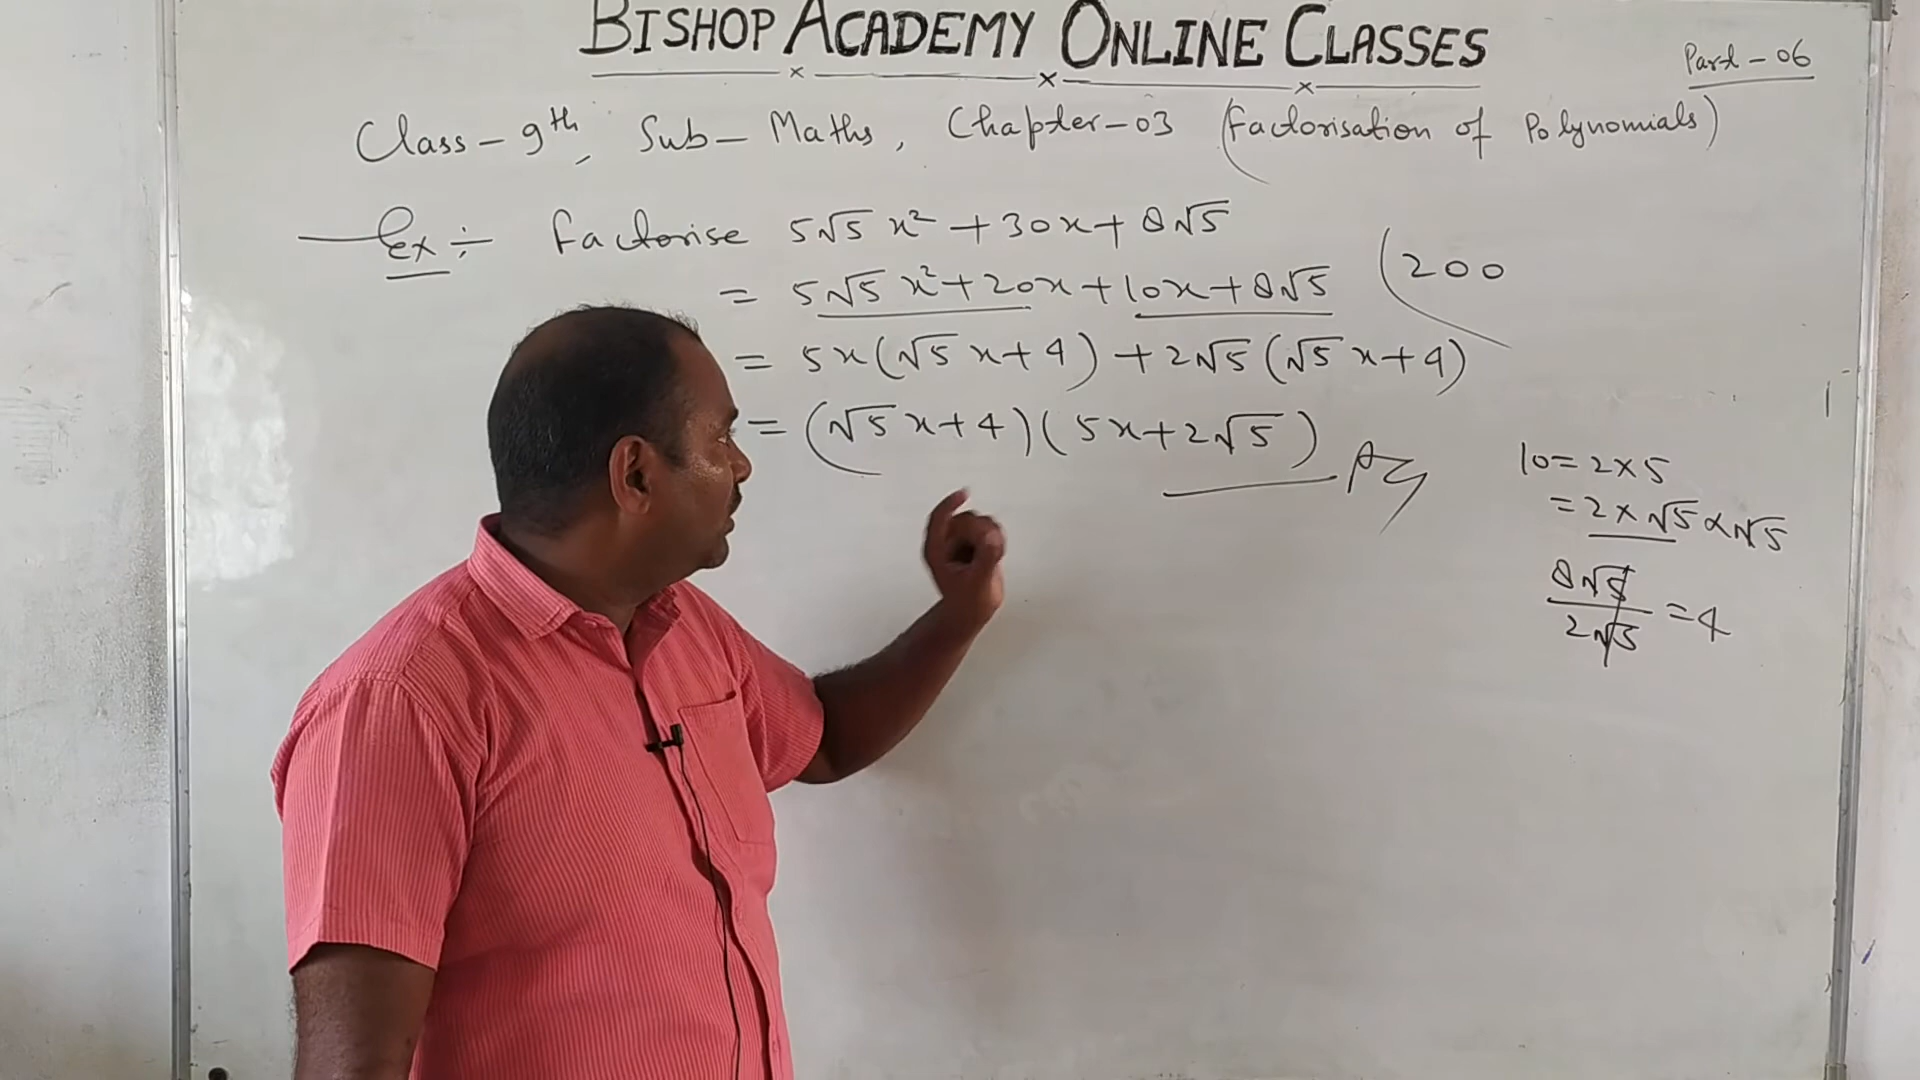 BISHOP ACADEMY ONLINE CLASSES
Part - 06
Class - 9th, Sub - Maths, Chapter - 03 (Factorisation of Polynomials)
Ex ÷ Factorise 5√5 x² + 30x + 8√5
= 5√5 x² + 20x + 10x + 8√5 (200
= 5x(√5 x + 4) + 2√5(√5 x + 4)
= (√5 x + 4)(5x + 2√5)
10 = 2 × 5
= 2 × √5 × √5
8√5/2√5 = 4